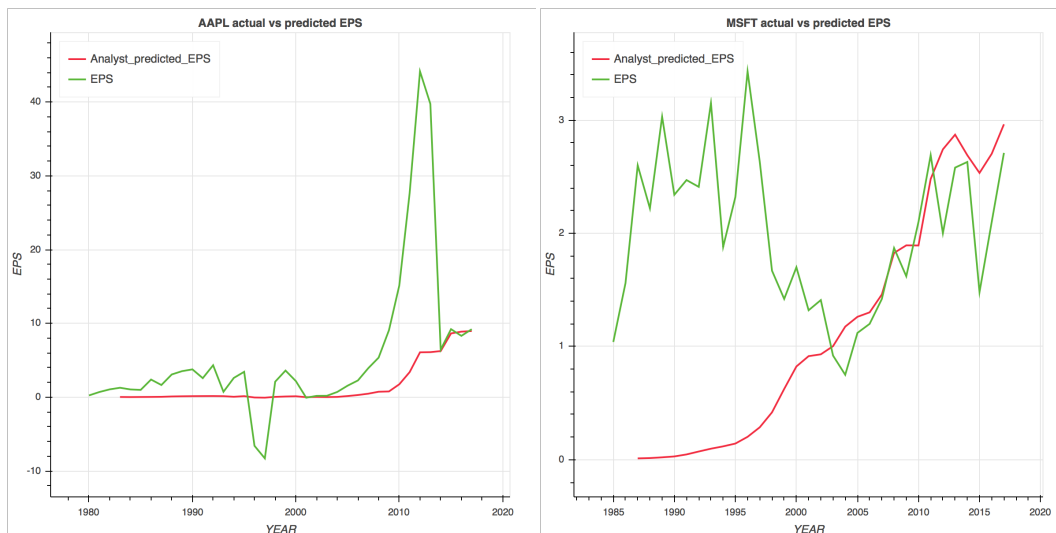 AAPL actual vs predicted EPS
Analyst_predicted_EPS
EPS
40
30
20
10
0
-10
EPS
1980
1990
2000
2010
2020
YEAR
MSFT actual vs predicted EPS
Analyst_predicted_EPS
EPS
3
2
1
0
EPS
1985
1990
1995
2000
2005
2010
2015
2020
YEAR